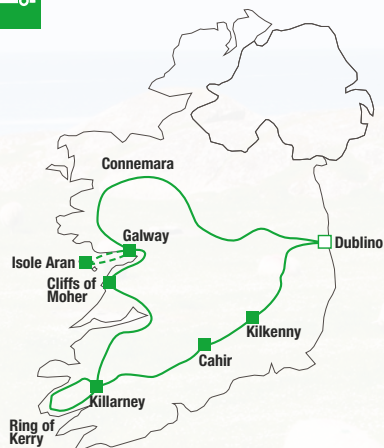 Connemara
Galway
Dublino
Isole Aran
Cliffs of
Moher
Kilkenny
Cahir
Killarney
Ring of
Kerry